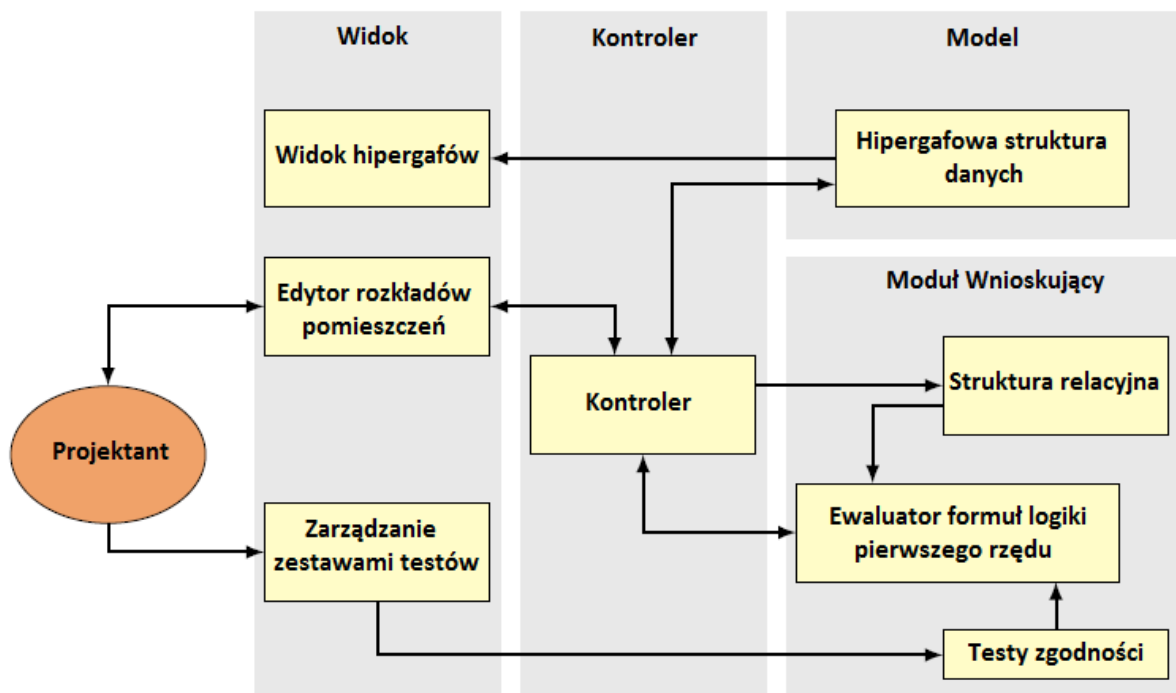 Widok
Kontroler
Model
Widok hipergafów
Hipergafowa struktura
danych
Edytor rozkładów
pomieszczeń
Moduł Wnioskujący
Kontroler
Struktura relacyjna
Projektant
Zarządzanie
zestawami testów
Ewaluator formuł logiki
pierwszego rzędu
Testy zgodności